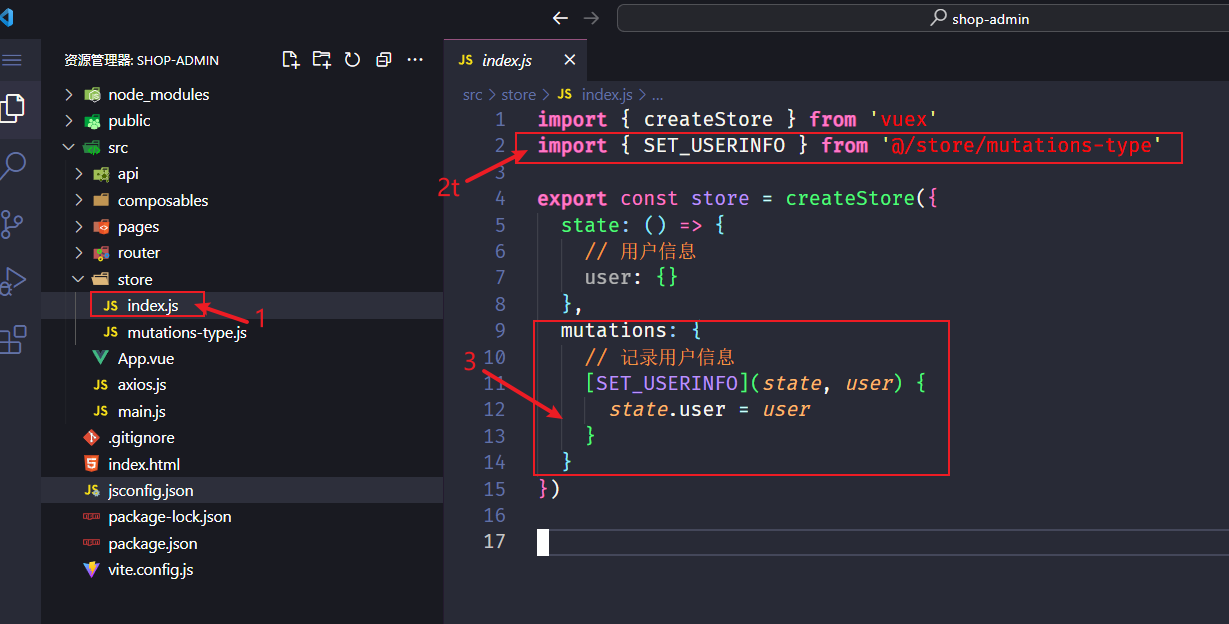 shop-admin
资源管理器: SHOP-ADMIN
node_modules
public
src
api
composables
pages
router
store
JS index.js
1
JS mutations-type.js
App.vue
JS axios.js
JS main.js
.gitignore
index.html
JS jsconfig.json
package-lock.json
package.json
vite.config.js
JS index.js
src > store > JS index.js > ...
1 import { createStore } from 'vuex'
2 import { SET_USERINFO } from '@/store/mutations-type'
2t
3
4 export const store = createStore({
5 state: () => {
6 // 用户信息
7 user: {}
8 },
9 mutations: {
3
10 // 记录用户信息
11 [SET_USERINFO](state, user) {
12 state.user = user
13 }
14 }
15 })
16
17